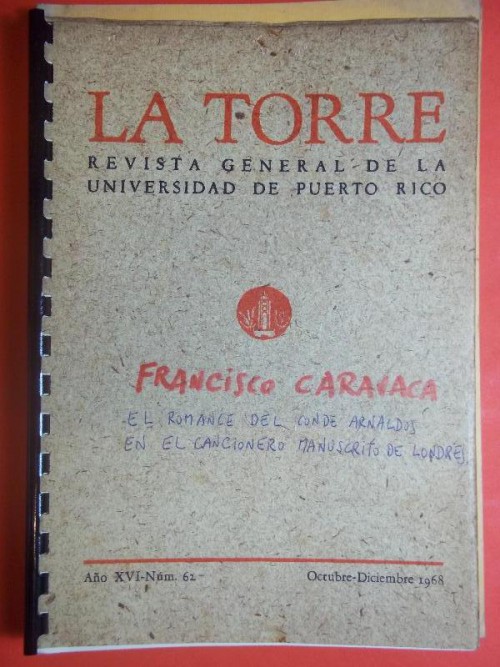 LA TORRE
REVISTA GENERAL DE LA
UNIVERSIDAD DE PUERTO RICO
FRANCISCO CARAVACA
EL ROMANCE DEL CONDE ARNALDOS
EN EL CANCIONERO MANUSCRITO DE LONDRES.
Año XVI-Núm. 62
Octubre-Diciembre 1968